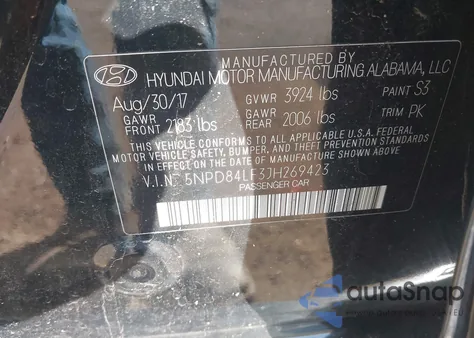 MANUFACTURED BY
HYUNDAI MOTOR MANUFACTURING ALABAMA, LLC
Aug/30/17 GVWR 3924 lbs PAINT S3
GAWR FRONT 2183 lbs GAWR REAR 2006 lbs TRIM PK
THIS VEHICLE CONFORMS TO ALL APPLICABLE U.S.A. FEDERAL
MOTOR VEHICLE SAFETY, BUMPER, AND THEFT PREVENTION STANDARDS
IN EFFECT ON THE DATE OF MANUFACTURE SHOWN ABOVE.
V.I.NO: 5NPD84LF3JH269423
PASSENGER CAR
autoSnap